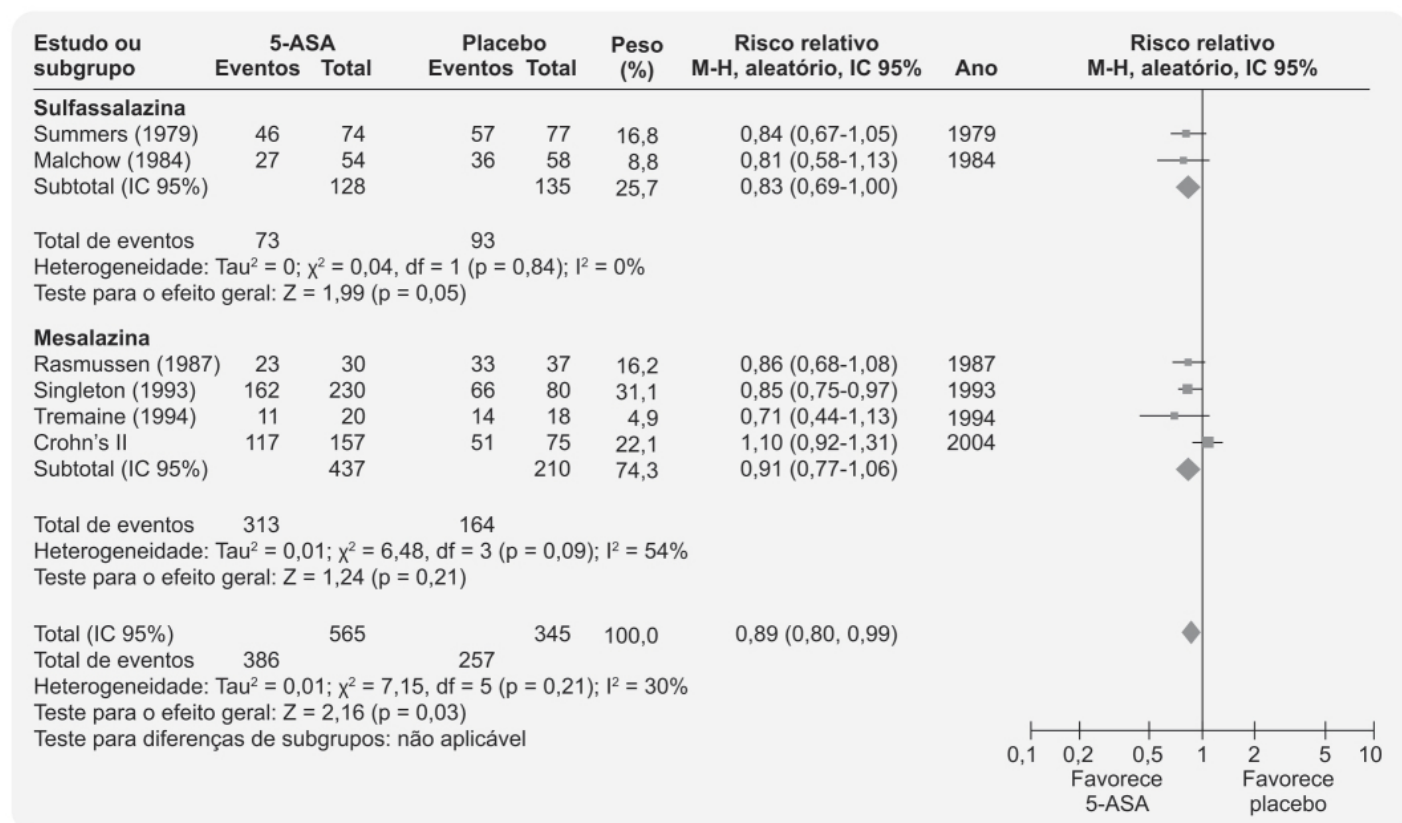 Estudo ou 5-ASA Placebo Peso Risco relativo Risco relativo
subgrupo Eventos Total Eventos Total (%) M-H, aleatório, IC 95% Ano M-H, aleatório, IC 95%
Sulfassalazina
Summers (1979) 46 74 57 77 16,8 0,84 (0,67-1,05) 1979
Malchow (1984) 27 54 36 58 8,8 0,81 (0,58-1,13) 1984
Subtotal (IC 95%) 128 135 25,7 0,83 (0,69-1,00)
Total de eventos 73 93
Heterogeneidade: Tau² = 0; χ² = 0,04, df = 1 (p = 0,84); I² = 0%
Teste para o efeito geral: Z = 1,99 (p = 0,05)
Mesalazina
Rasmussen (1987) 23 30 33 37 16,2 0,86 (0,68-1,08) 1987
Singleton (1993) 162 230 66 80 31,1 0,85 (0,75-0,97) 1993
Tremaine (1994) 11 20 14 18 4,9 0,71 (0,44-1,13) 1994
Crohn's II 117 157 51 75 22,1 1,10 (0,92-1,31) 2004
Subtotal (IC 95%) 437 210 74,3 0,91 (0,77-1,06)
Total de eventos 313 164
Heterogeneidade: Tau² = 0,01; χ² = 6,48, df = 3 (p = 0,09); I² = 54%
Teste para o efeito geral: Z = 1,24 (p = 0,21)
Total (IC 95%) 565 345 100,0 0,89 (0,80, 0,99)
Total de eventos 386 257
Heterogeneidade: Tau² = 0,01; χ² = 7,15, df = 5 (p = 0,21); I² = 30%
Teste para o efeito geral: Z = 2,16 (p = 0,03)
Teste para diferenças de subgrupos: não aplicável
0,1 0,2 0,5 1 2 5 10
Favorece Favorece
5-ASA placebo